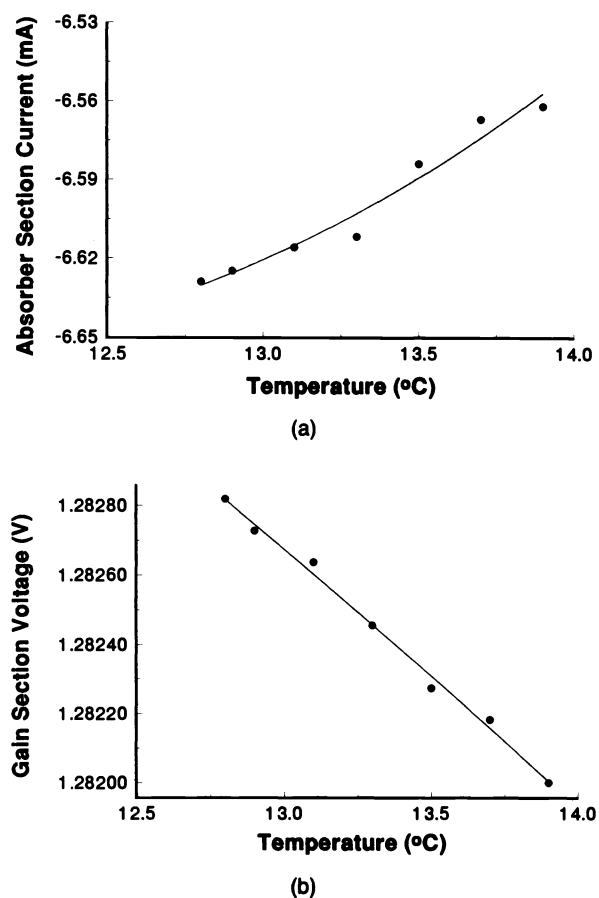 Absorber Section Current (mA)
-6.53
-6.56
-6.59
-6.62
-6.65
12.5 13.0 13.5 14.0
Temperature (ºC)
(a)
Gain Section Voltage (V)
1.28280
1.28260
1.28240
1.28220
1.28200
12.5 13.0 13.5 14.0
Temperature (ºC)
(b)